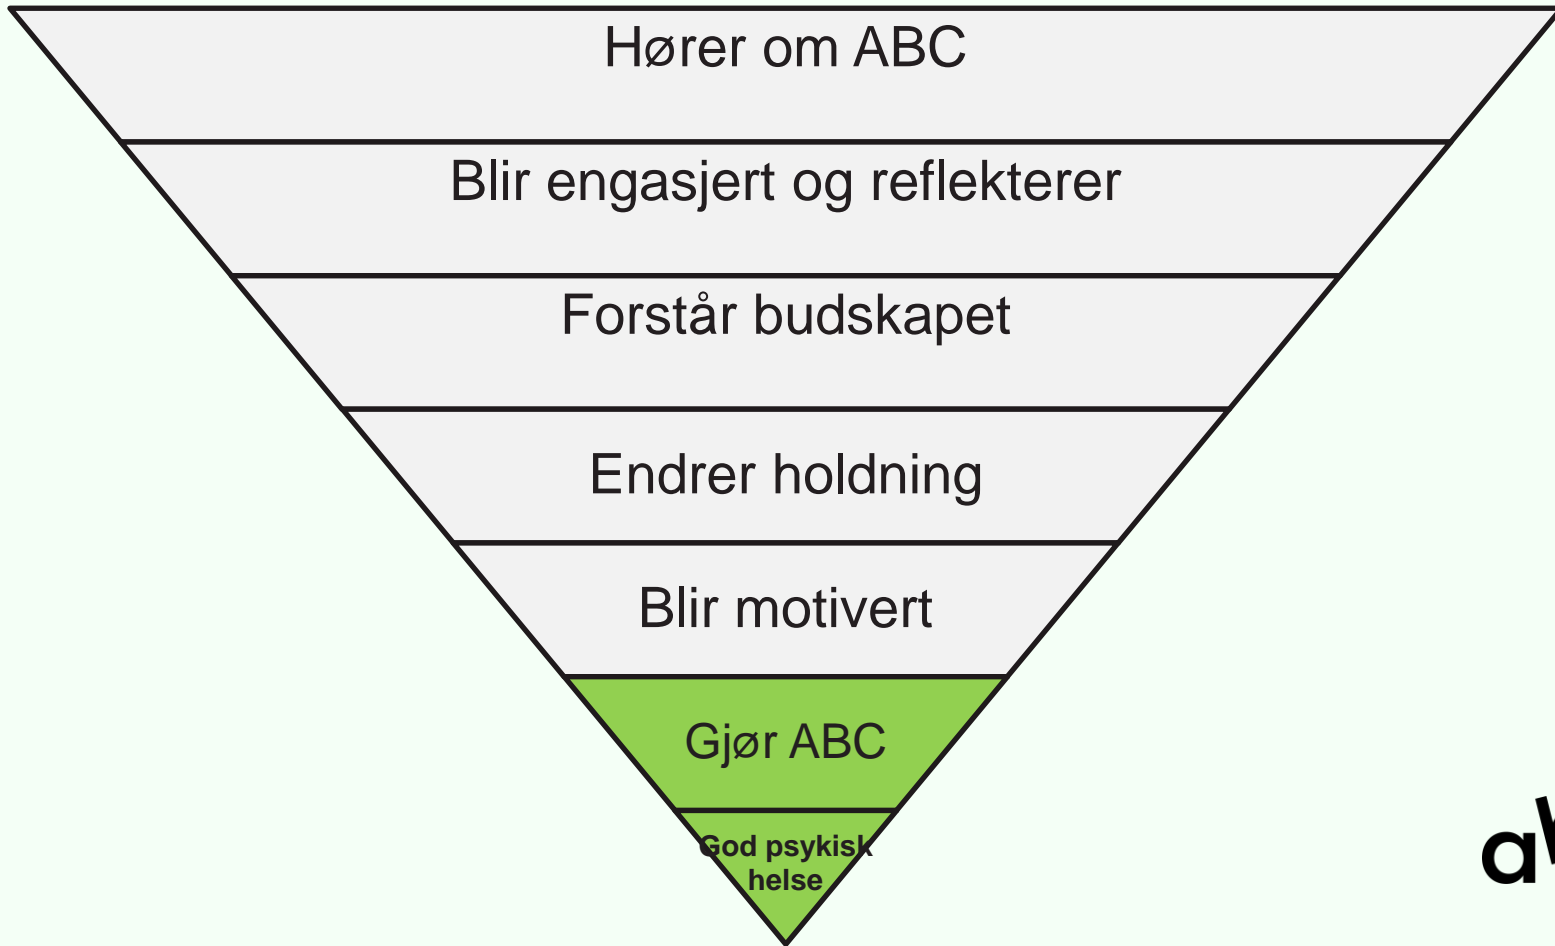 Hører om ABC
Blir engasjert og reflekterer
Forstår budskapet
Endrer holdning
Blir motivert
Gjør ABC
God psykisk
helse